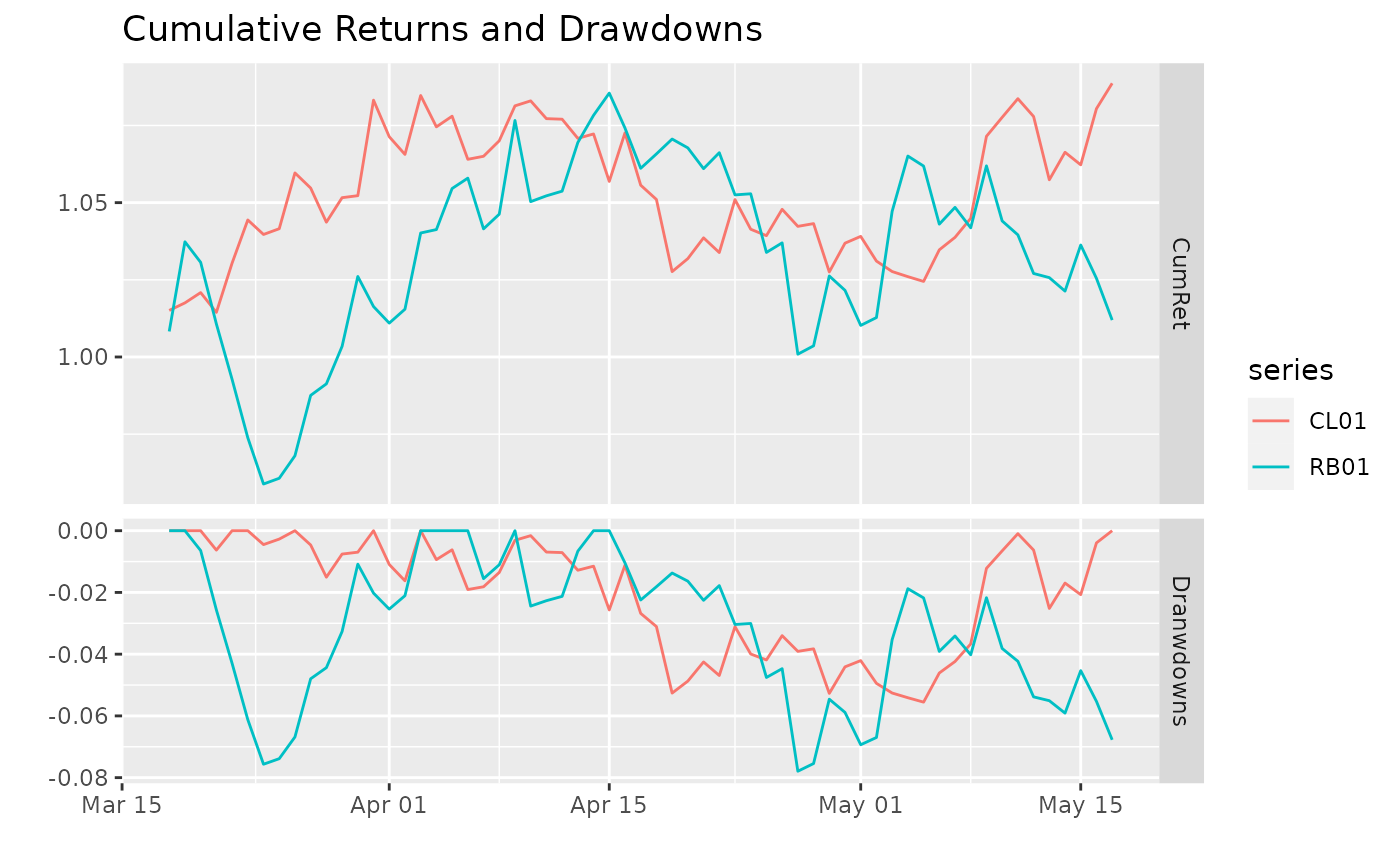 Cumulative Returns and Drawdowns
1.05
1.00
CumRet
0.00
-0.02
-0.04
-0.06
-0.08
Dranwdowns
Mar 15
Apr 01
Apr 15
May 01
May 15
series
CL01
RB01